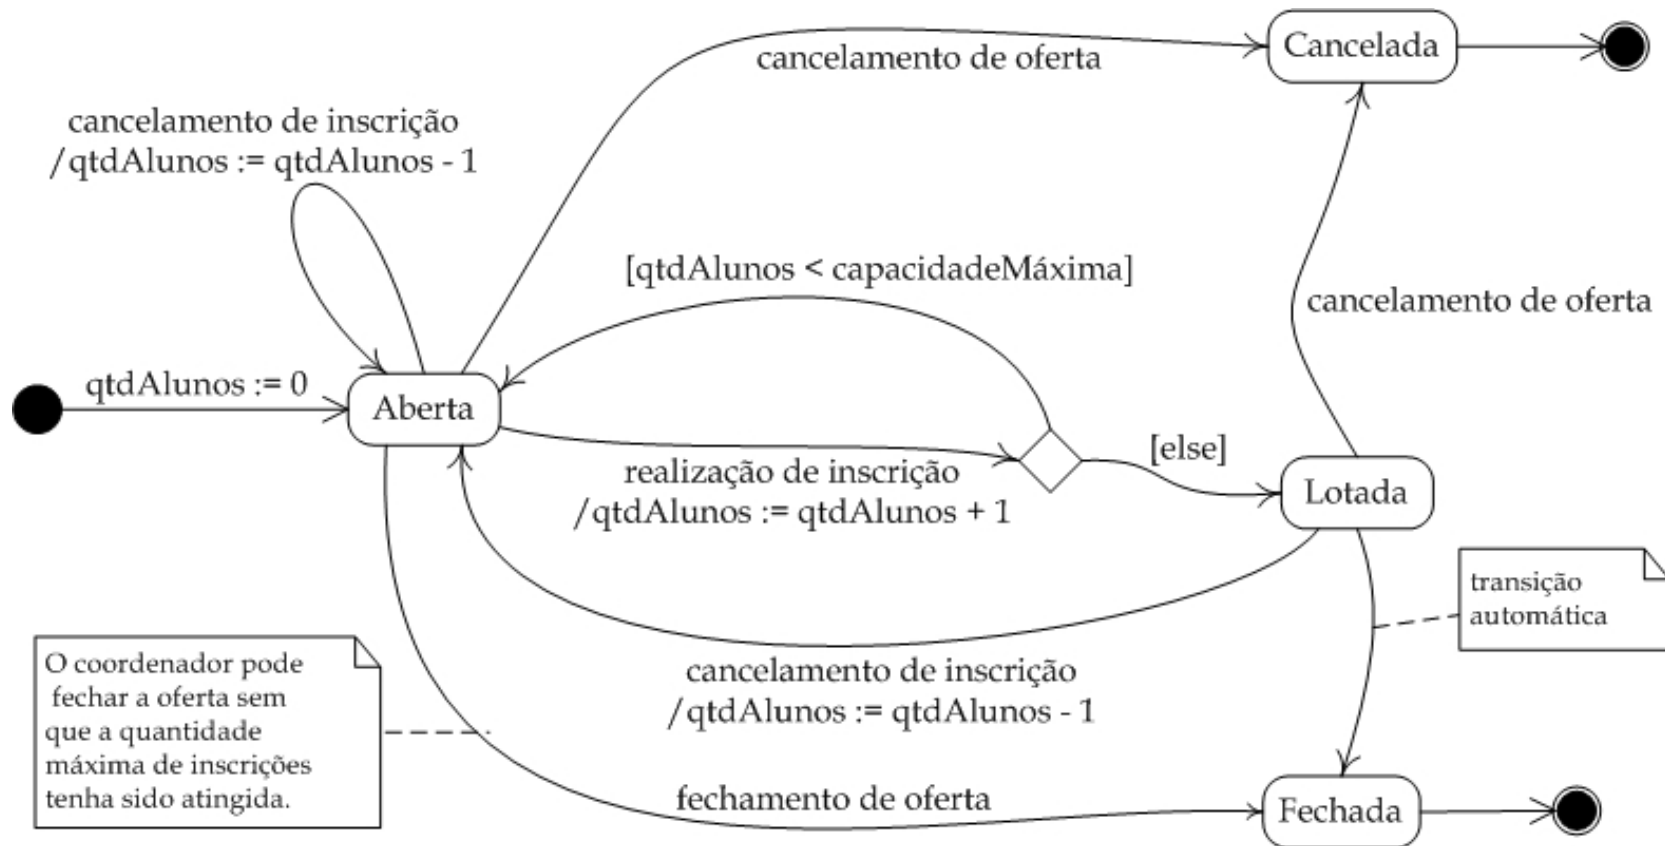 cancelamento de oferta
Cancelada
cancelamento de inscrição
/qtdAlunos := qtdAlunos - 1
[qtdAlunos < capacidadeMáxima]
cancelamento de oferta
qtdAlunos := 0
Aberta
realização de inscrição
/qtdAlunos := qtdAlunos + 1
[else]
Lotada
transição
automática
cancelamento de inscrição
/qtdAlunos := qtdAlunos - 1
O coordenador pode
fechar a oferta sem
que a quantidade
máxima de inscrições
tenha sido atingida.
fechamento de oferta
Fechada